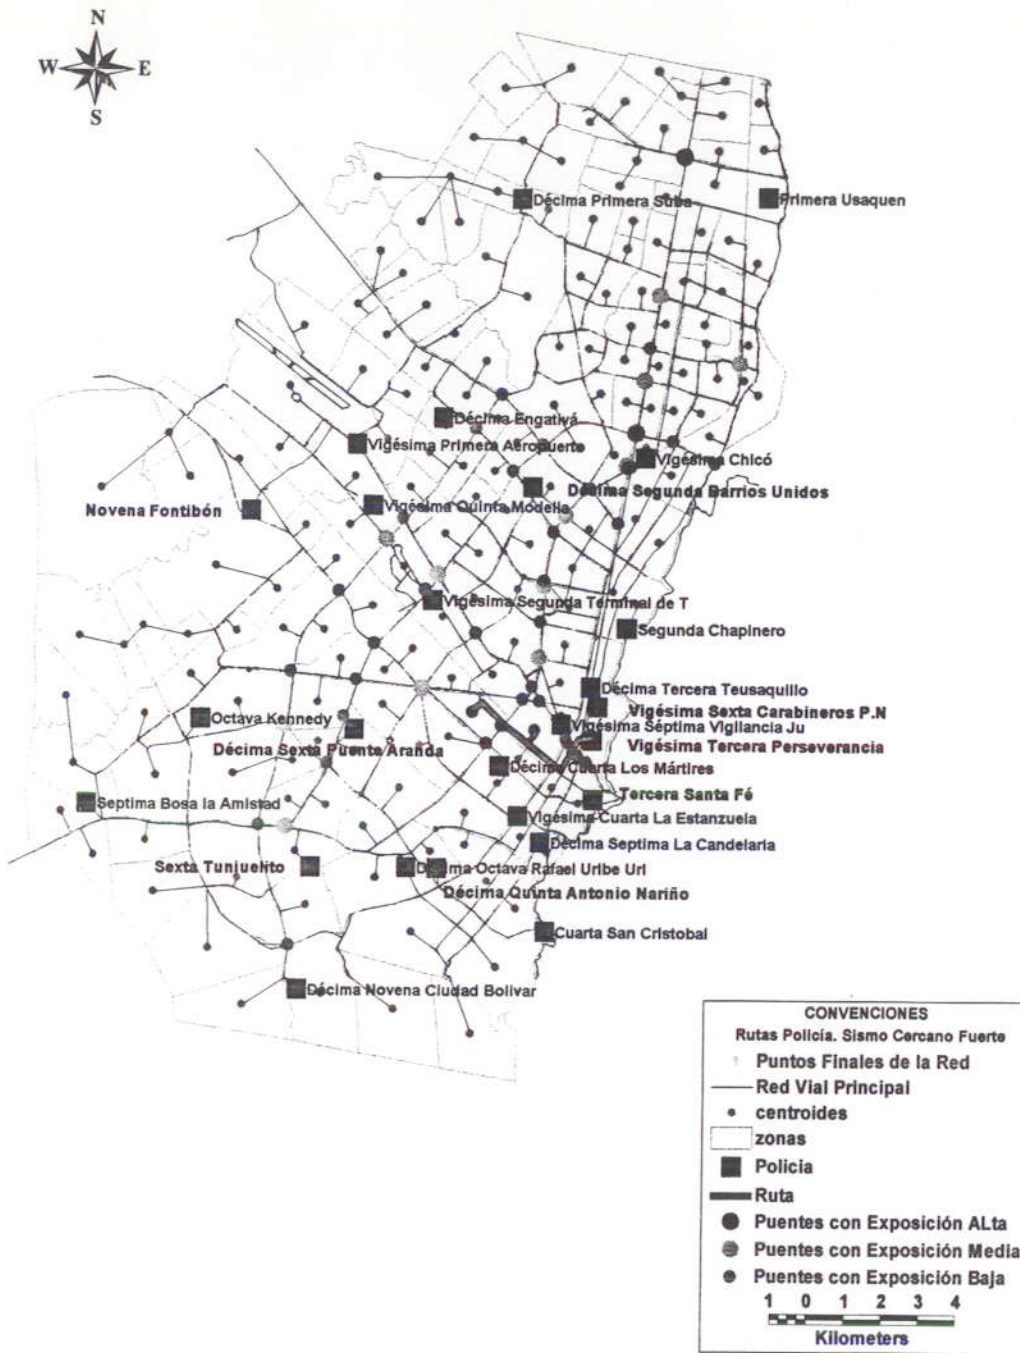 N
W E
S
Décima Primera Suba
Primera Usaquen
Décima Engativá
Vigésima Primera Aeropuerto
Vigésima Chicó
Décima Segunda Barrios Unidos
Novena Fontibón
Vigésima Quinta Modelia
Vigésima Segunda Terminal de T
Segunda Chapinero
Décima Tercera Teusaquillo
Vigésima Sexta Carabineros P.N
Octava Kennedy
Vigésima Séptima Vigilancia Ju
Décima Sexta Puente Aranda
Vigésima Tercera Perseverancia
Décima Cuarta Los Mártires
Tercera Santa Fé
Septima Bosa la Amistad
Vigésima Cuarta La Estanzuela
Décima Septima La Candelaria
Sexta Tunjuelito
Décima Octava Rafael Uribe Uri
Décima Quinta Antonio Nariño
Cuarta San Cristobal
Décima Novena Ciudad Bolivar
CONVENCIONES
Rutas Policía. Sismo Cercano Fuerte
Puntos Finales de la Red
Red Vial Principal
centroides
zonas
Policia
Ruta
Puentes con Exposición ALta
Puentes con Exposición Media
Puentes con Exposición Baja
1 0 1 2 3 4
Kilometers